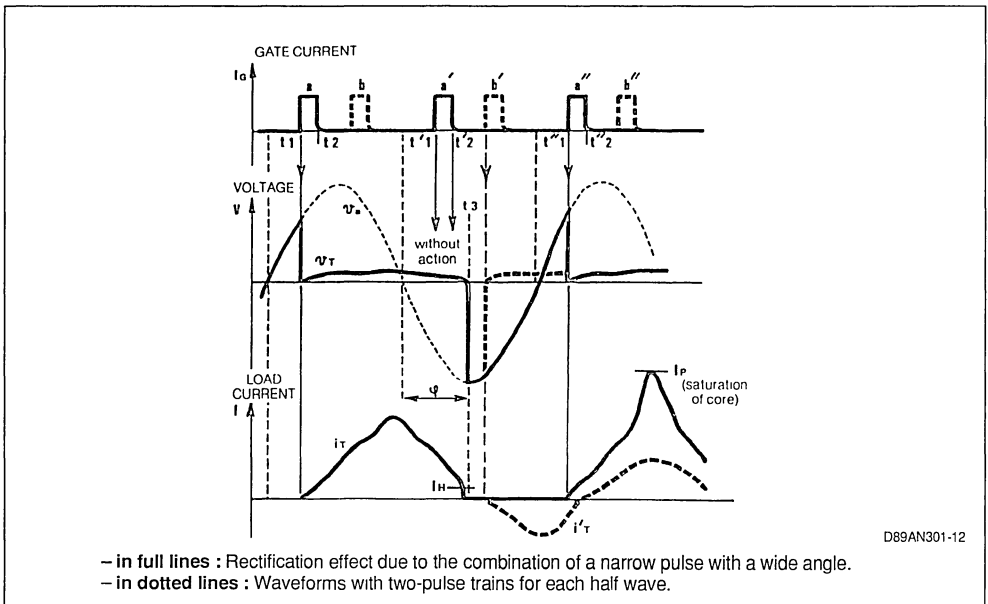 GATE CURRENT
IG
a b a′ b′ a″ b″
t1 t2 t′1 t′2 t″1 t″2
VOLTAGE
V
va
t3
without
action
vT
LOAD
CURRENT
I
φ
IP
(saturation
of core)
iT
IH
i′T
D89AN301-12
– in full lines : Rectification effect due to the combination of a narrow pulse with a wide angle.
– in dotted lines : Waveforms with two-pulse trains for each half wave.